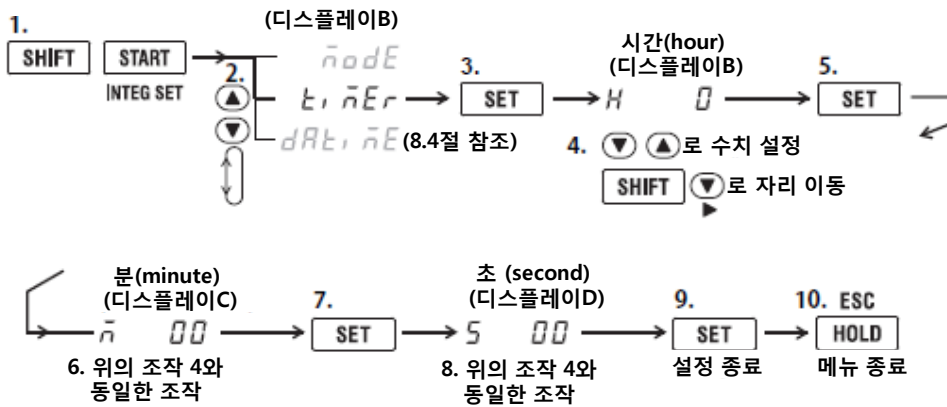 1.
SHIFT START
INTEG SET
2.
(디스플레이B)
modE
timEr
dAtimE (8.4절 참조)
3.
SET
시간(hour)
(디스플레이B)
H 0
4. ▼ ▲로 수치 설정
SHIFT ▼로 자리 이동
5.
SET
분(minute)
(디스플레이C)
m 00
6. 위의 조작 4와
동일한 조작
7.
SET
초 (second)
(디스플레이D)
S 00
8. 위의 조작 4와
동일한 조작
9.
SET
설정 종료
10. ESC
HOLD
메뉴 종료